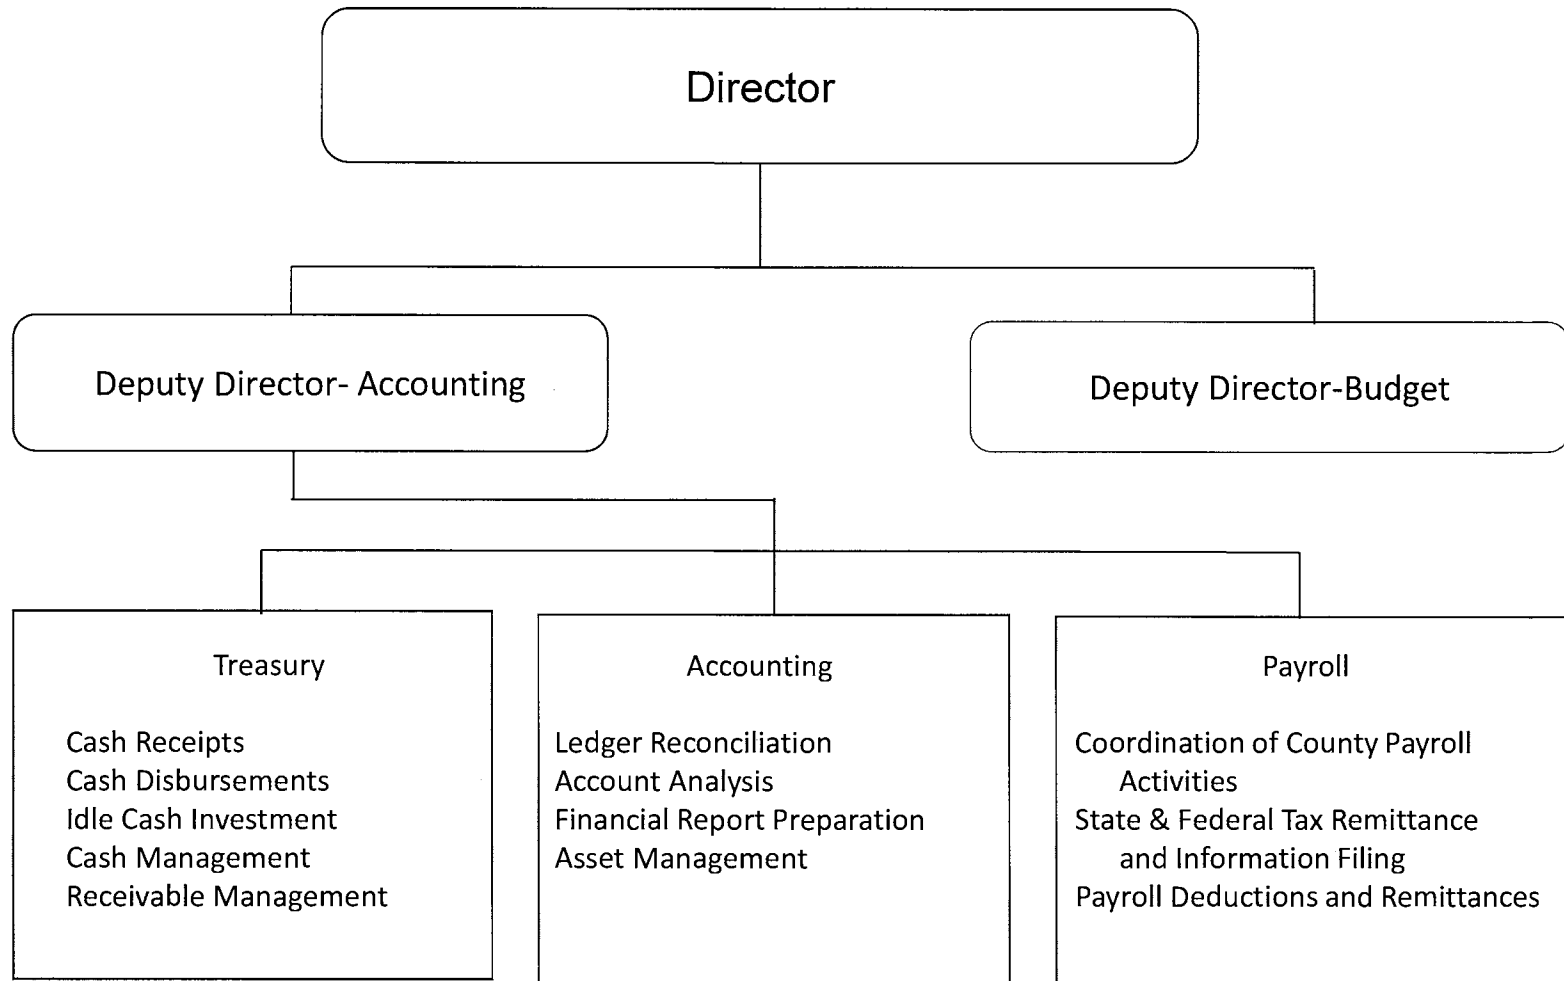 Director
Deputy Director- Accounting
Deputy Director-Budget
Treasury
Cash Receipts
Cash Disbursements
Idle Cash Investment
Cash Management
Receivable Management
Accounting
Ledger Reconciliation
Account Analysis
Financial Report Preparation
Asset Management
Payroll
Coordination of County Payroll
Activities
State & Federal Tax Remittance
and Information Filing
Payroll Deductions and Remittances